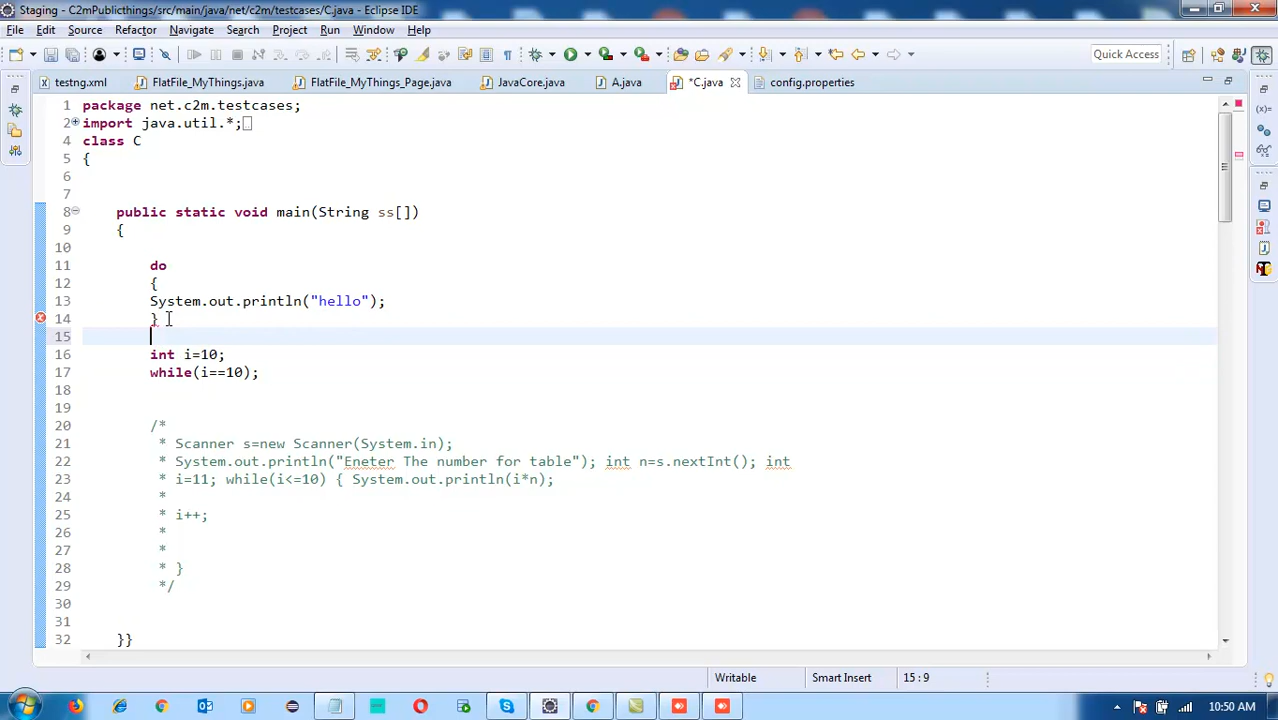 Staging - C2mPublicthings/src/main/java/net/c2m/testcases/C.java - Eclipse IDE
File Edit Source Refactor Navigate Search Project Run Window Help
Quick Access
testng.xml FlatFile_MyThings.java FlatFile_MyThings_Page.java JavaCore.java A.java *C.java config.properties
1 package net.c2m.testcases;
2 import java.util.*;
4 class C
5 {
6
7
8 public static void main(String ss[])
9 {
10
11 do
12 {
13 System.out.println("hello");
14 }
15
16 int i=10;
17 while(i==10);
18
19
20 /*
21 * Scanner s=new Scanner(System.in);
22 * System.out.println("Eneter The number for table"); int n=s.nextInt(); int
23 * i=11; while(i<=10) { System.out.println(i*n);
24 *
25 * i++;
26 *
27 *
28 * }
29 */
30
31
32 }}
Writable Smart Insert 15 : 9
10:50 AM